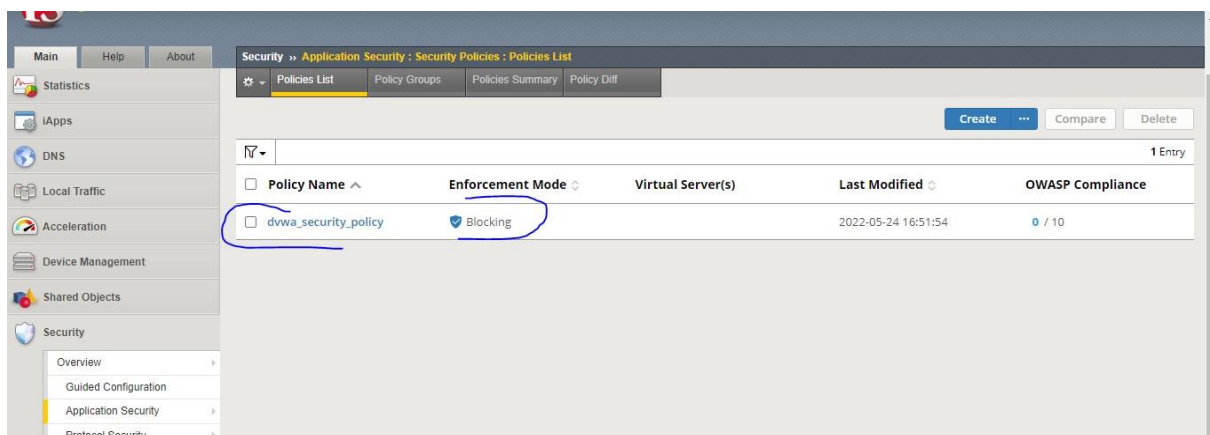 Main Help About
Security ›› Application Security : Security Policies : Policies List
Policies List Policy Groups Policies Summary Policy Diff
Statistics
iApps
DNS
Local Traffic
Acceleration
Device Management
Shared Objects
Security
Overview
Guided Configuration
Application Security
Protocol Security
Create ... Compare Delete
1 Entry
Policy Name Enforcement Mode Virtual Server(s) Last Modified OWASP Compliance
dvwa_security_policy Blocking 2022-05-24 16:51:54 0 / 10